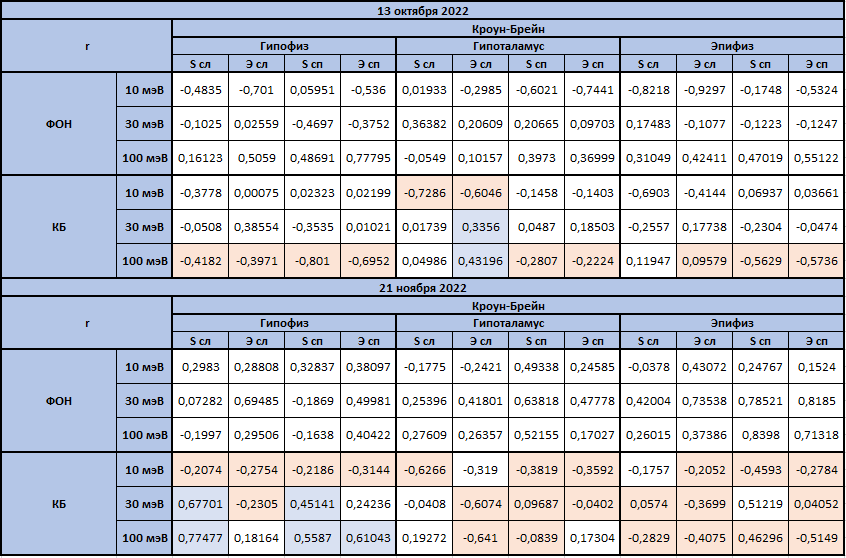 13 октября 2022
r
Кроун-Брейн
Гипофиз Гипоталамус Эпифиз
S сл Э сл S сп Э сп S сл Э сл S сп Э сп S сл Э сл S сп Э сп
ФОН
10 мэВ -0,4835 -0,701 0,05951 -0,536 0,01933 -0,2985 -0,6021 -0,7441 -0,8218 -0,9297 -0,1748 -0,5324
30 мэВ -0,1025 0,02559 -0,4697 -0,3752 0,36382 0,20609 0,20665 0,09703 0,17483 -0,1077 -0,1223 -0,1247
100 мэВ 0,16123 0,5059 0,48691 0,77795 -0,0549 0,10157 0,3973 0,36999 0,31049 0,42411 0,47019 0,55122
КБ
10 мэВ -0,3778 0,00075 0,02323 0,02199 -0,7286 -0,6046 -0,1458 -0,1403 -0,6903 -0,4144 0,06937 0,03661
30 мэВ -0,0508 0,38554 -0,3535 0,01021 0,01739 0,3356 0,0487 0,18503 -0,2557 0,17738 -0,2304 -0,0474
100 мэВ -0,4182 -0,3971 -0,801 -0,6952 0,04986 0,43196 -0,2807 -0,2224 0,11947 0,09579 -0,5629 -0,5736
21 ноября 2022
r
Кроун-Брейн
Гипофиз Гипоталамус Эпифиз
S сл Э сл S сп Э сп S сл Э сл S сп Э сп S сл Э сл S сп Э сп
ФОН
10 мэВ 0,2983 0,28808 0,32837 0,38097 -0,1775 -0,2421 0,49338 0,24585 -0,0378 0,43072 0,24767 0,1524
30 мэВ 0,07282 0,69485 -0,1869 0,49981 0,25396 0,41801 0,63818 0,47778 0,42004 0,73538 0,78521 0,8185
100 мэВ -0,1997 0,29506 -0,1638 0,40422 0,27609 0,26357 0,52155 0,17027 0,26015 0,37386 0,8398 0,71318
КБ
10 мэВ -0,2074 -0,2754 -0,2186 -0,3144 -0,6266 -0,319 -0,3819 -0,3592 -0,1757 -0,2052 -0,4593 -0,2784
30 мэВ 0,67701 -0,2305 0,45141 0,24236 -0,0408 -0,6074 0,09687 -0,0402 0,0574 -0,3699 0,51219 0,04052
100 мэВ 0,77477 0,18164 0,5587 0,61043 0,19272 -0,641 -0,0839 0,17304 -0,2829 -0,4075 0,46296 -0,5149